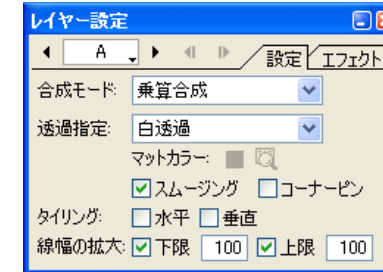 レイヤー設定
A
設定 エフェクト
合成モード: 乗算合成
透過指定: 白透過
マットカラー:
スムージング コーナーピン
タイリング: 水平 垂直
線幅の拡大: 下限 100 上限 100